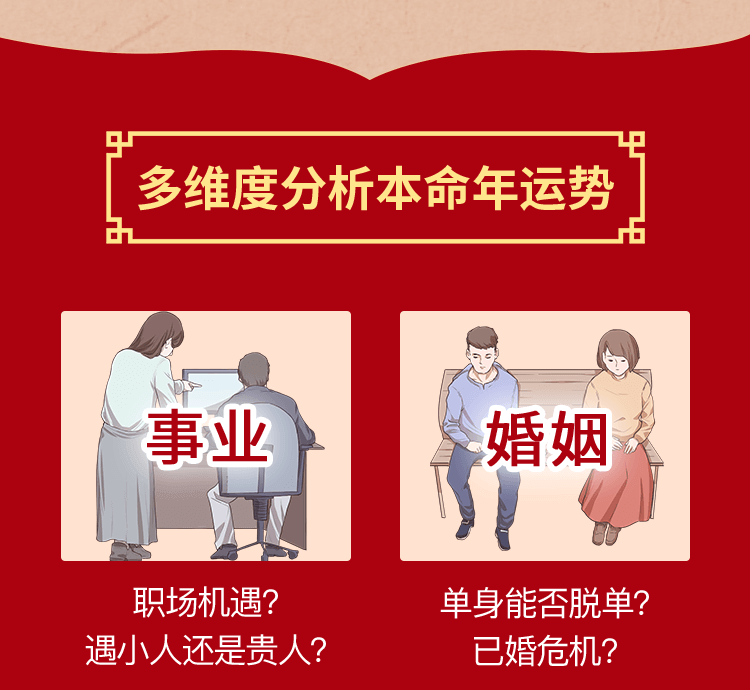 多维度分析本命年运势
事业
婚姻
职场机遇?
遇小人还是贵人?
单身能否脱单?
已婚危机?